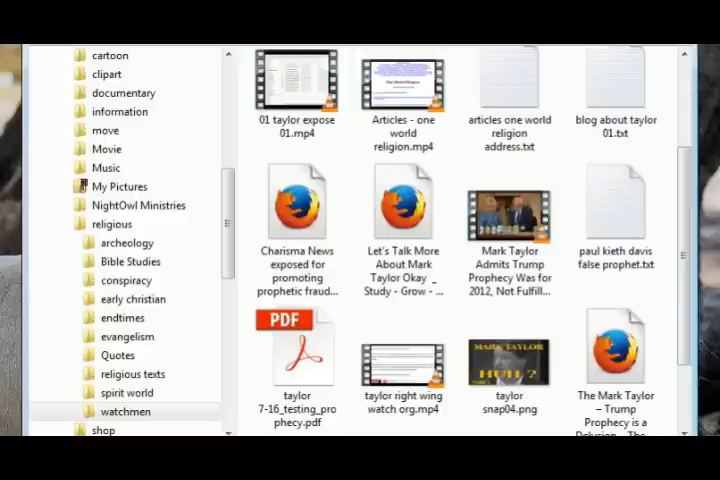 cartoon
clipart
documentary
information
move
Movie
Music
My Pictures
NightOwl Ministries
religious
archeology
Bible Studies
conspiracy
early christian
endtimes
evangelism
Quotes
religious texts
spirit world
watchmen
shop
01 taylor expose
01.mp4
Articles - one
world
religion.mp4
articles one world
religion
address.txt
blog about taylor
01.txt
Charisma News
exposed for
promoting
prophetic fraud...
Let's Talk More
About Mark
Taylor Okay _
Study - Grow - ...
Mark Taylor
Admits Trump
Prophecy Was for
2012, Not Fulfill...
paul kieth davis
false prophet.txt
PDF
taylor
7-16_testing_pro
phecy.pdf
taylor right wing
watch org.mp4
MARK TAYLOR
HUH ?
taylor
snap04.png
The Mark Taylor
– Trump
Prophecy is a
Delusion – The